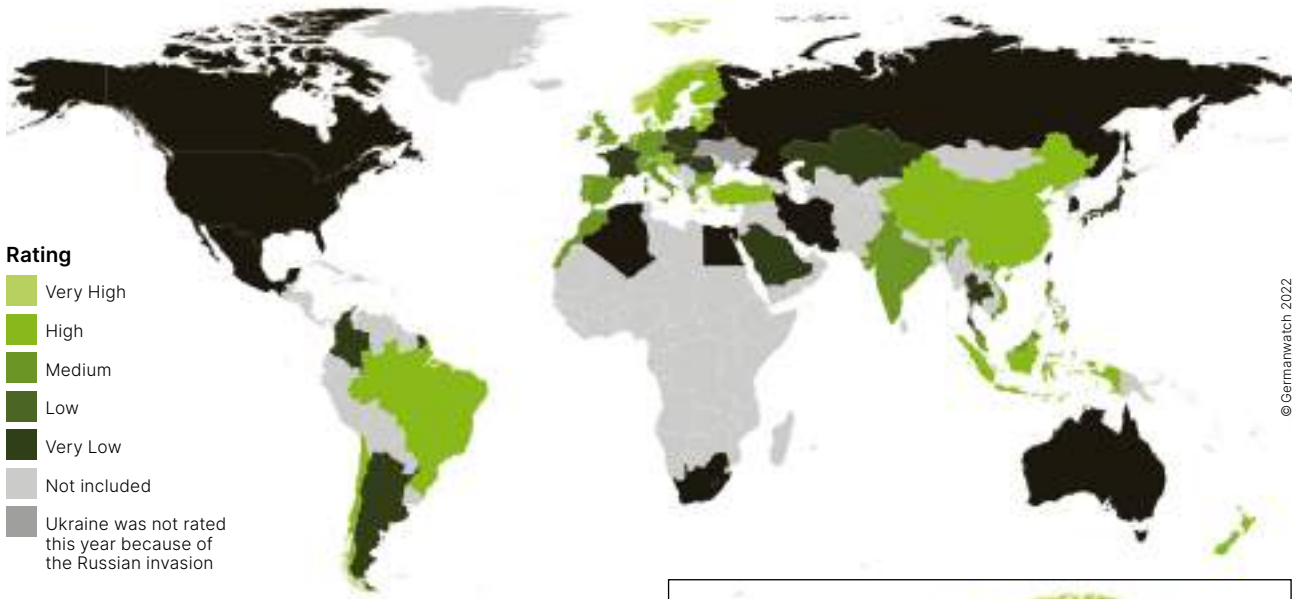 Rating
Very High
High
Medium
Low
Very Low
Not included
Ukraine was not rated
this year because of
the Russian invasion
©Germanwatch 2022